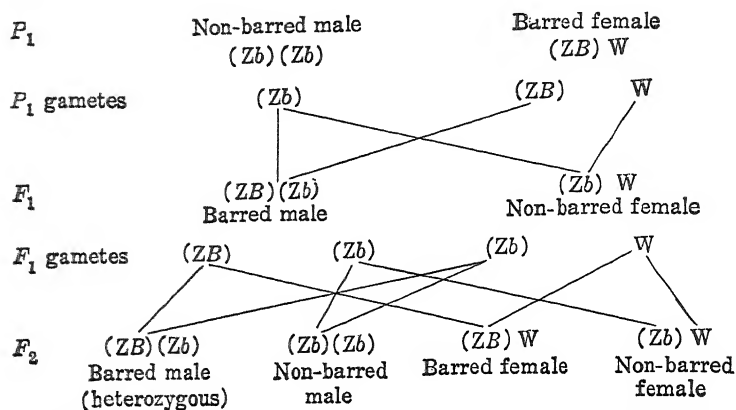 P₁ Non-barred male Barred female
(Zb)(Zb) (ZB) W
P₁ gametes (Zb) (ZB) W
F₁ (ZB)(Zb) (Zb) W
Barred male Non-barred female
F₁ gametes (ZB) (Zb) (Zb) W
F₂ (ZB)(Zb) (Zb)(Zb) (ZB) W (Zb) W
Barred male Non-barred Barred female Non-barred
(heterozygous) male female